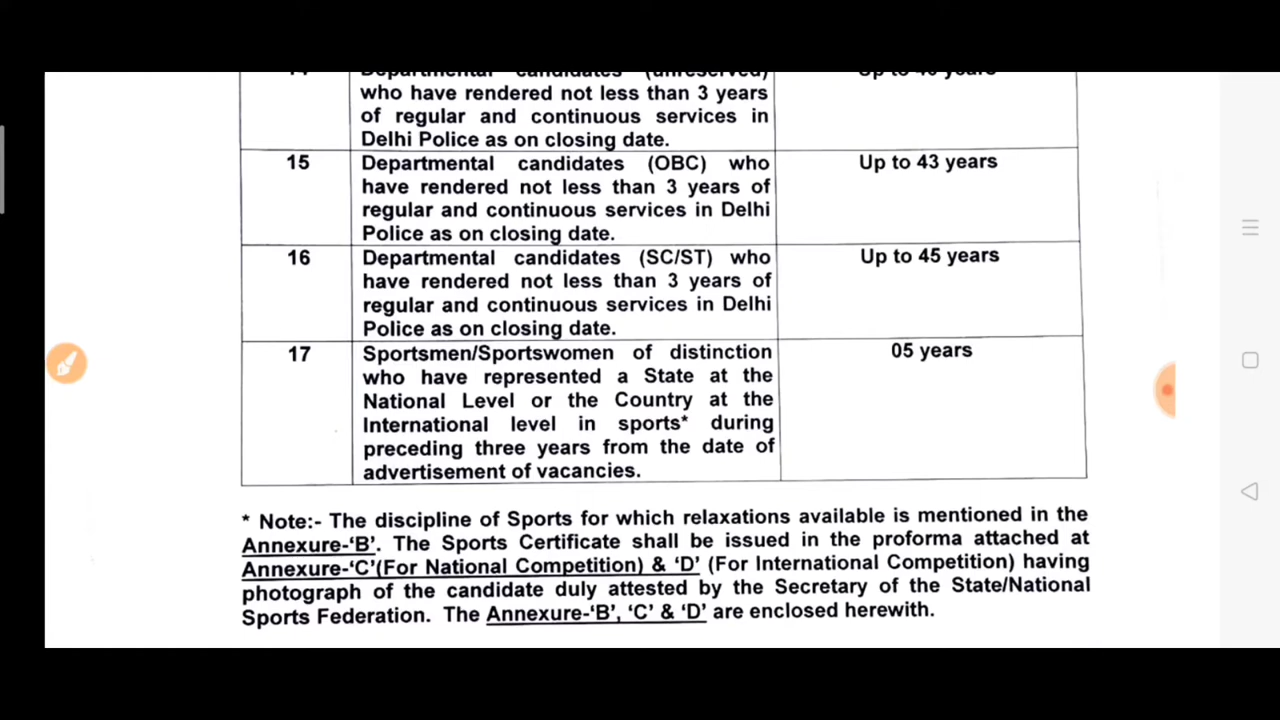 14
Departmental candidates (unreserved) Up to 40 years
who have rendered not less than 3 years
of regular and continuous services in
Delhi Police as on closing date.
15 Departmental candidates (OBC) who Up to 43 years
have rendered not less than 3 years of
regular and continuous services in Delhi
Police as on closing date.
16 Departmental candidates (SC/ST) who Up to 45 years
have rendered not less than 3 years of
regular and continuous services in Delhi
Police as on closing date.
17 Sportsmen/Sportswomen of distinction 05 years
who have represented a State at the
National Level or the Country at the
International level in sports* during
preceding three years from the date of
advertisement of vacancies.
* Note:- The discipline of Sports for which relaxations available is mentioned in the
Annexure-‘B’. The Sports Certificate shall be issued in the proforma attached at
Annexure-‘C’(For National Competition) & ‘D’ (For International Competition) having
photograph of the candidate duly attested by the Secretary of the State/National
Sports Federation. The Annexure-‘B’, ‘C’ & ‘D’ are enclosed herewith.